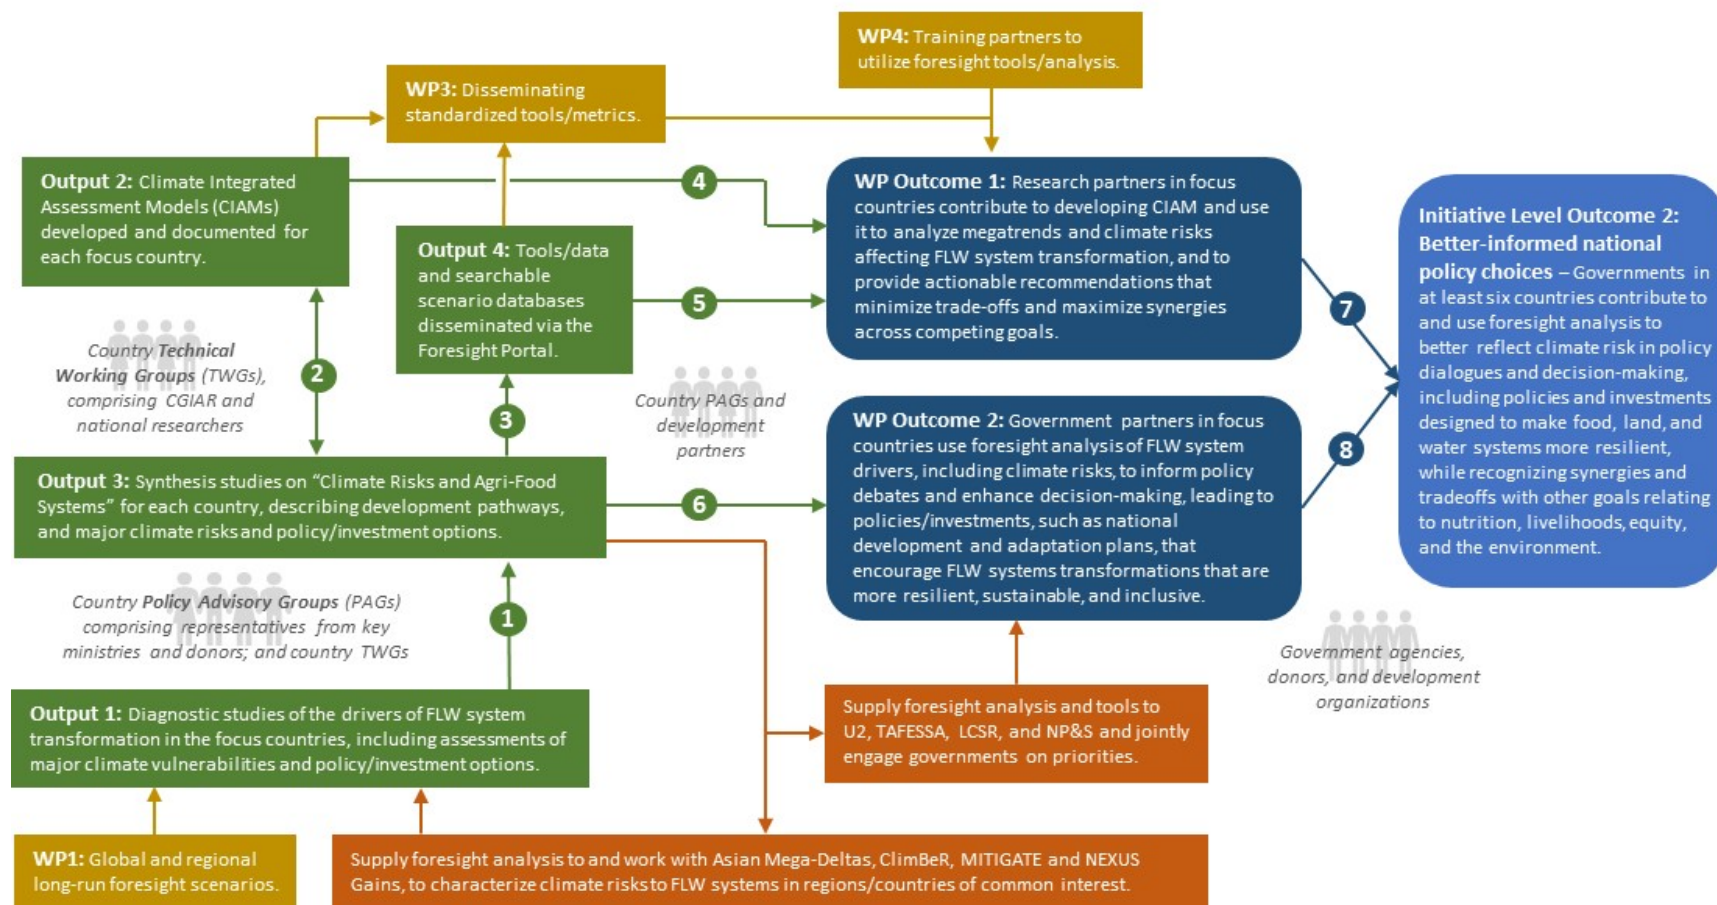 WP4: Training partners to
utilize foresight tools/analysis.
WP3: Disseminating
standardized tools/metrics.
Output 2: Climate Integrated
Assessment Models (CIAMs)
developed and documented for
each focus country.
4
WP Outcome 1: Research partners in focus
countries contribute to developing CIAM and use
it to analyze megatrends and climate risks
affecting FLW system transformation, and to
provide actionable recommendations that
minimize trade-offs and maximize synergies
across competing goals.
Initiative Level Outcome 2:
Better-informed national
policy choices – Governments in
at least six countries contribute to
and use foresight analysis to
better reflect climate risk in policy
dialogues and decision-making,
including policies and investments
designed to make food, land, and
water systems more resilient,
while recognizing synergies and
tradeoffs with other goals relating
to nutrition, livelihoods, equity,
and the environment.
Output 4: Tools/data
and searchable
scenario databases
disseminated via the
Foresight Portal.
5
7
Country Technical
Working Groups (TWGs),
comprising CGIAR and
national researchers
2
3
Country PAGs and
development
partners
WP Outcome 2: Government partners in focus
countries use foresight analysis of FLW system
drivers, including climate risks, to inform policy
debates and enhance decision-making, leading to
policies/investments, such as national
development and adaptation plans, that
encourage FLW systems transformations that are
more resilient, sustainable, and inclusive.
8
Output 3: Synthesis studies on “Climate Risks and Agri-Food
Systems” for each country, describing development pathways,
and major climate risks and policy/investment options.
6
Country Policy Advisory Groups (PAGs)
comprising representatives from key
ministries and donors; and country TWGs
1
Government agencies,
donors, and development
organizations
Output 1: Diagnostic studies of the drivers of FLW system
transformation in the focus countries, including assessments of
major climate vulnerabilities and policy/investment options.
Supply foresight analysis and tools to
U2, TAFESSA, LCSR, and NP&S and jointly
engage governments on priorities.
WP1: Global and regional
long-run foresight scenarios.
Supply foresight analysis to and work with Asian Mega-Deltas, ClimBeR, MITIGATE and NEXUS
Gains, to characterize climate risks to FLW systems in regions/countries of common interest.